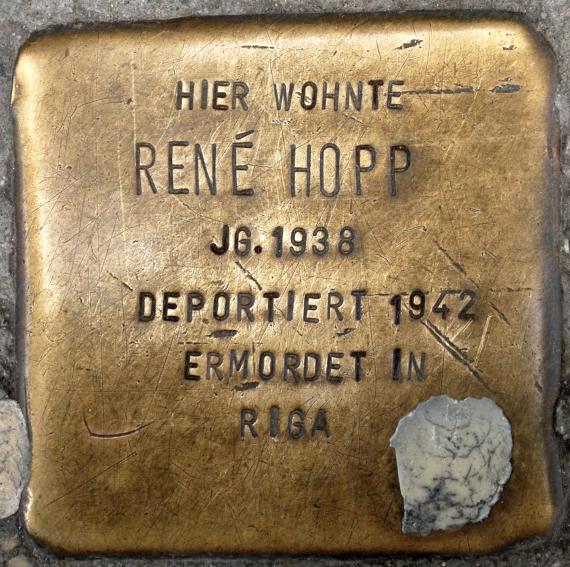 HIER WOHNTE
RENÉ HOPP
JG. 1938
DEPORTIERT 1942
ERMORDET IN
RIGA